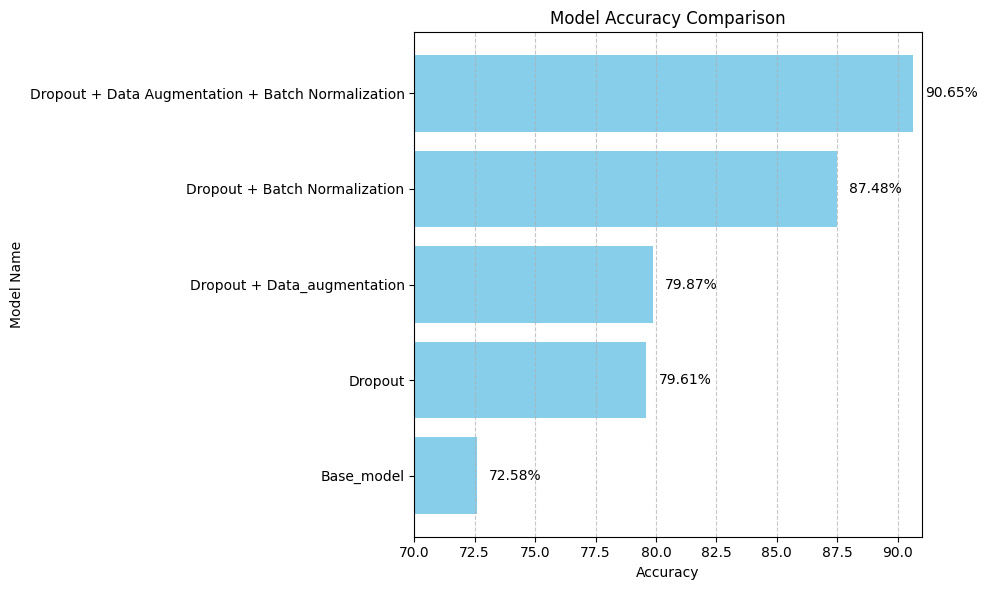 Model Accuracy Comparison
Dropout + Data Augmentation + Batch Normalization
90.65%
Dropout + Batch Normalization
87.48%
Dropout + Data_augmentation
79.87%
Dropout
79.61%
Base_model
72.58%
Model Name
70.0 72.5 75.0 77.5 80.0 82.5 85.0 87.5 90.0
Accuracy